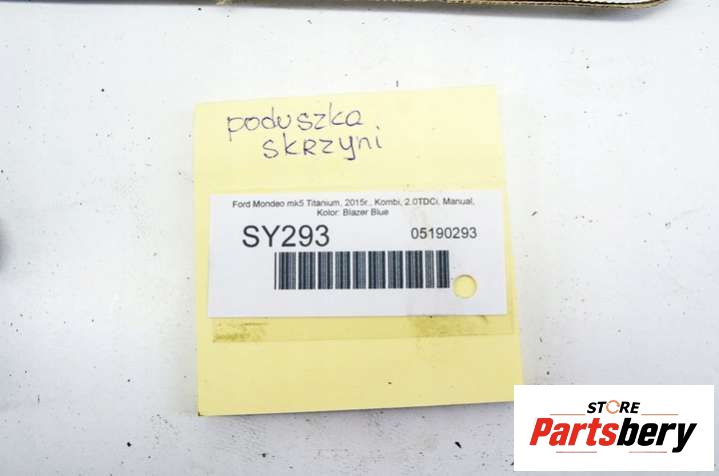 poduszka
skrzyni
Ford Mondeo mk5 Titanium, 2015r., Kombi, 2.0TDCi, Manual,
Kolor: Blazer Blue
SY293 05190293
STORE
Partsbery